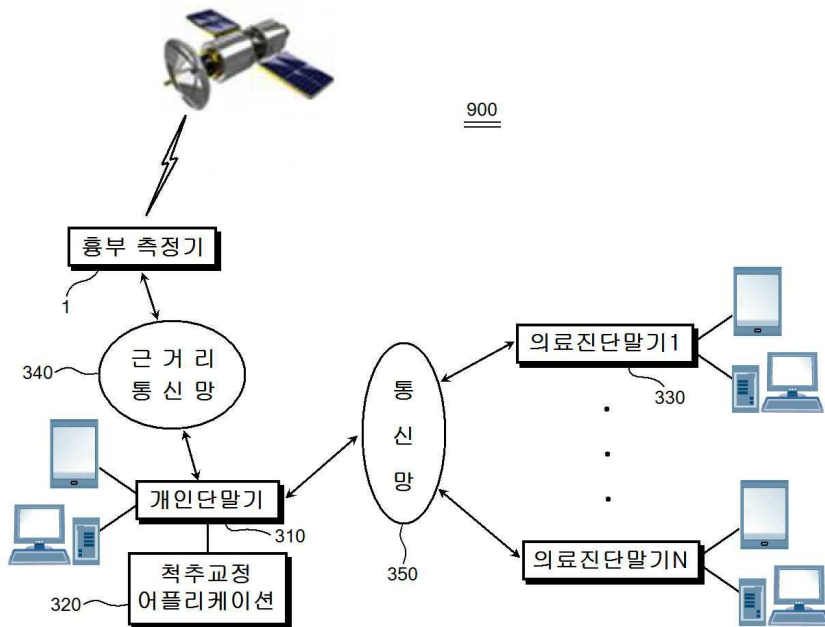 900
흉부 측정기
1
근 거 리
통 신 망
340
개인단말기
310
척추교정
어플리케이션
320
통
신
망
350
의료진단말기1
330
의료진단말기N